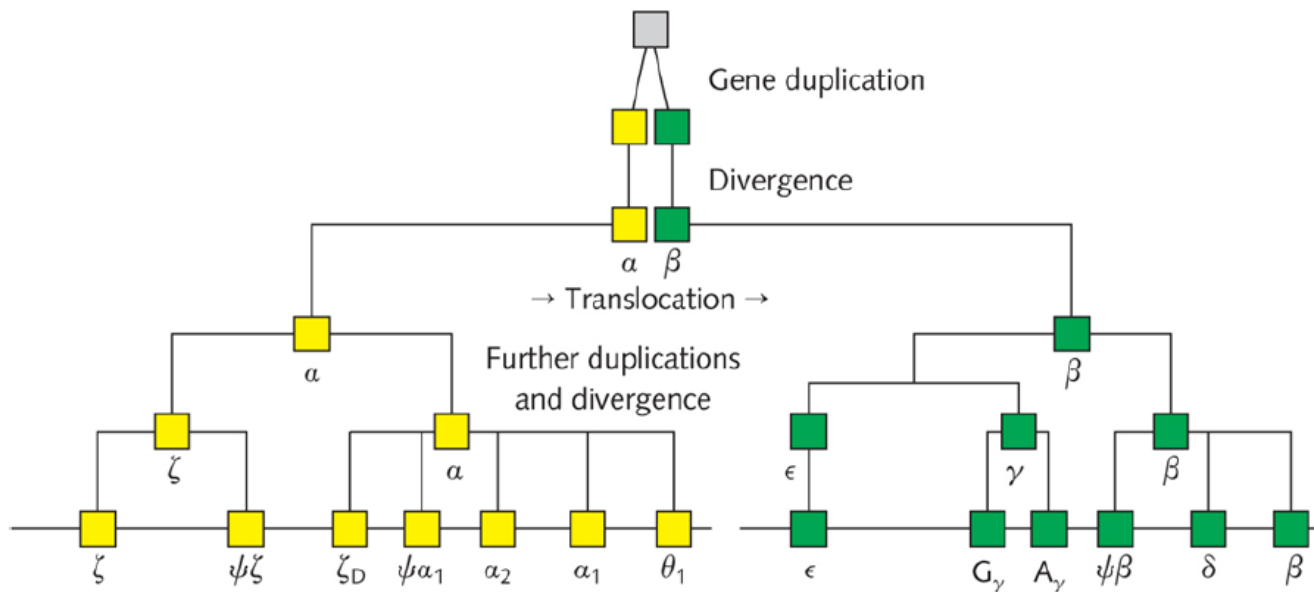 Gene duplication
Divergence
α β
→ Translocation →
α
Further duplications
and divergence
β
ζ
α
ϵ
γ
β
ζ ψζ ζD ψα1 α2 α1 θ1 ϵ Gγ Aγ ψβ δ β